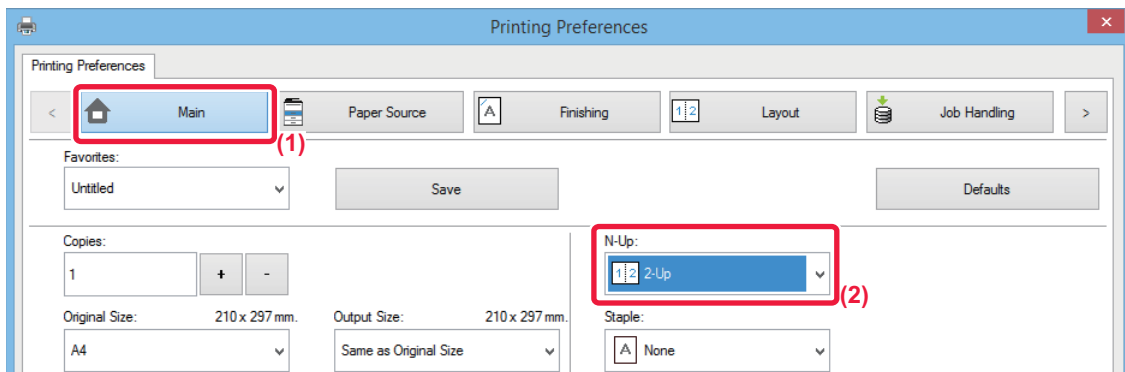 Printing Preferences
Printing Preferences
< Main Paper Source A Finishing 1 2 Layout Job Handling >
(1)
Favorites:
Untitled Save Defaults
Copies: N-Up:
1 + - 1 2 2-Up
(2)
Original Size: 210 x 297 mm. Output Size: 210 x 297 mm. Staple:
A4 Same as Original Size A None